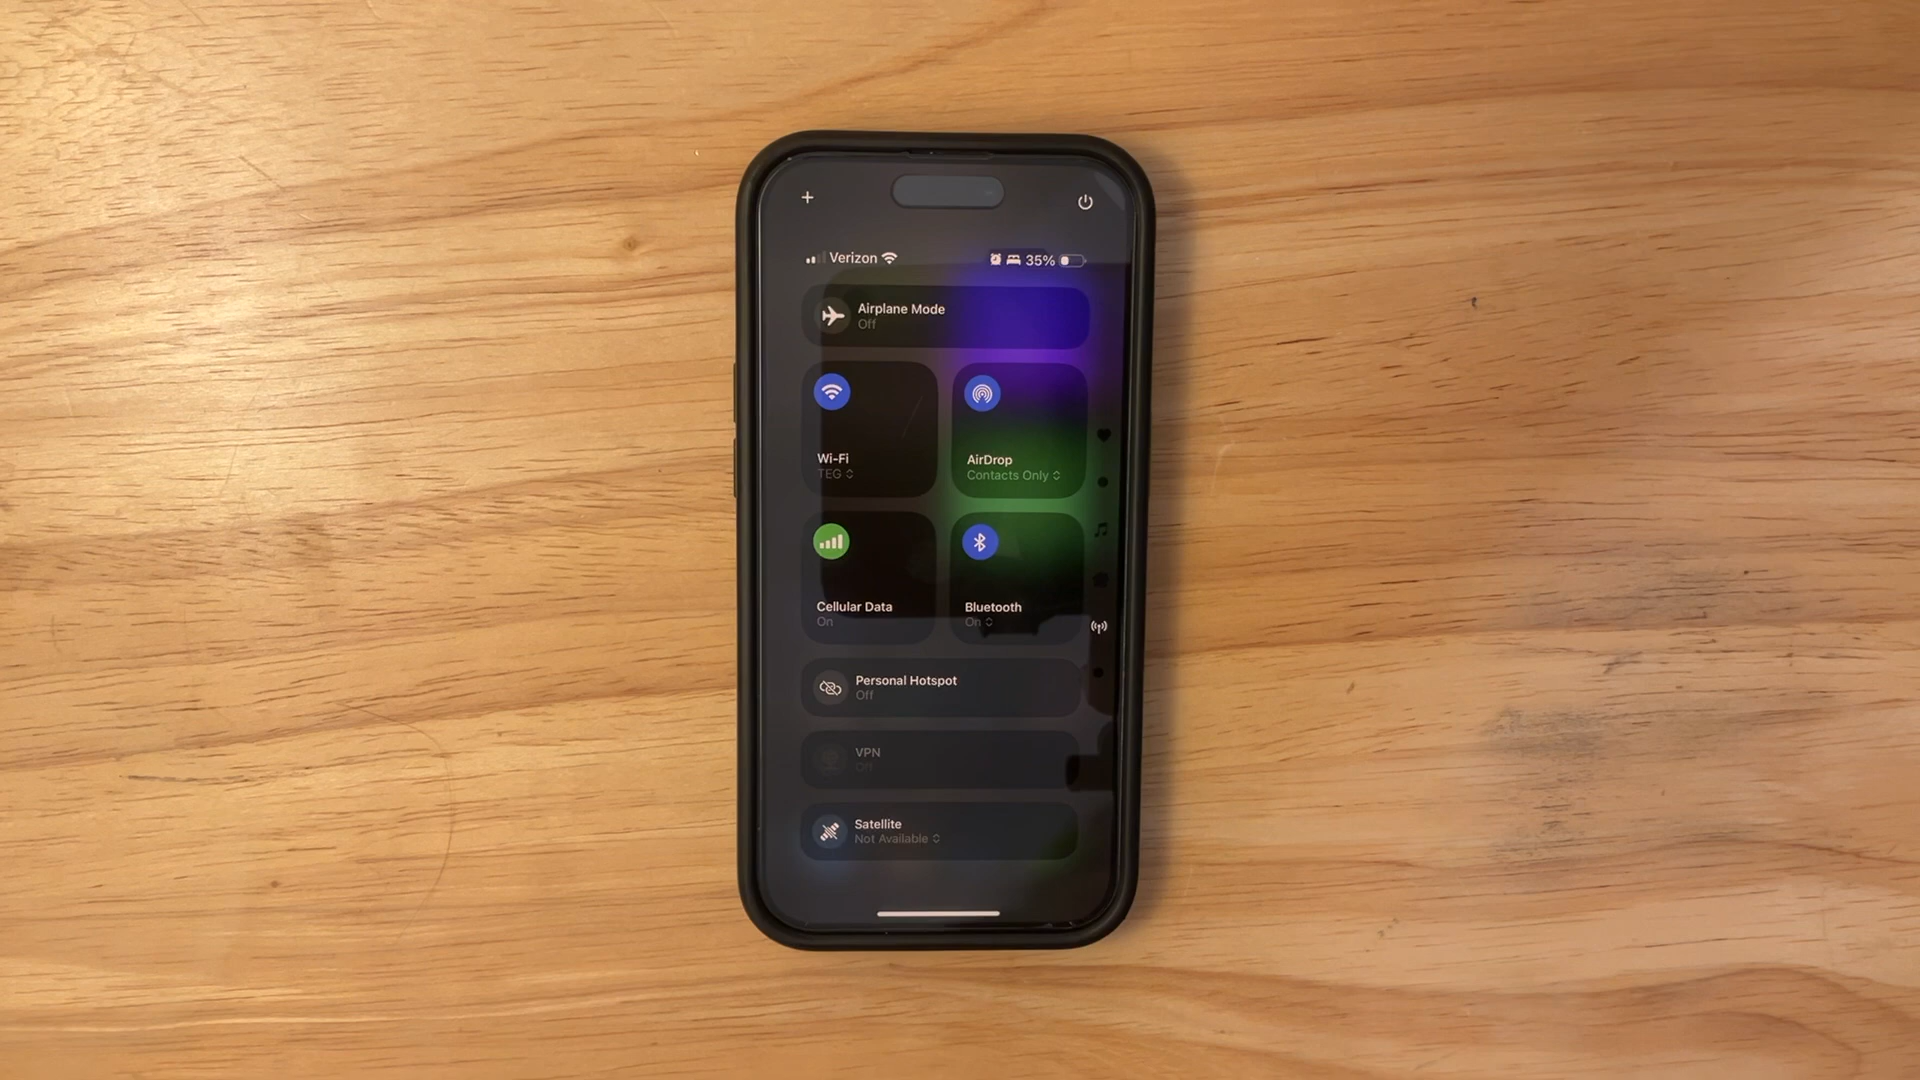 Verizon 35%
Airplane Mode
Off
Wi-Fi
TEG
AirDrop
Contacts Only
Cellular Data
On
Bluetooth
On
Personal Hotspot
Off
VPN
Off
Satellite
Not Available